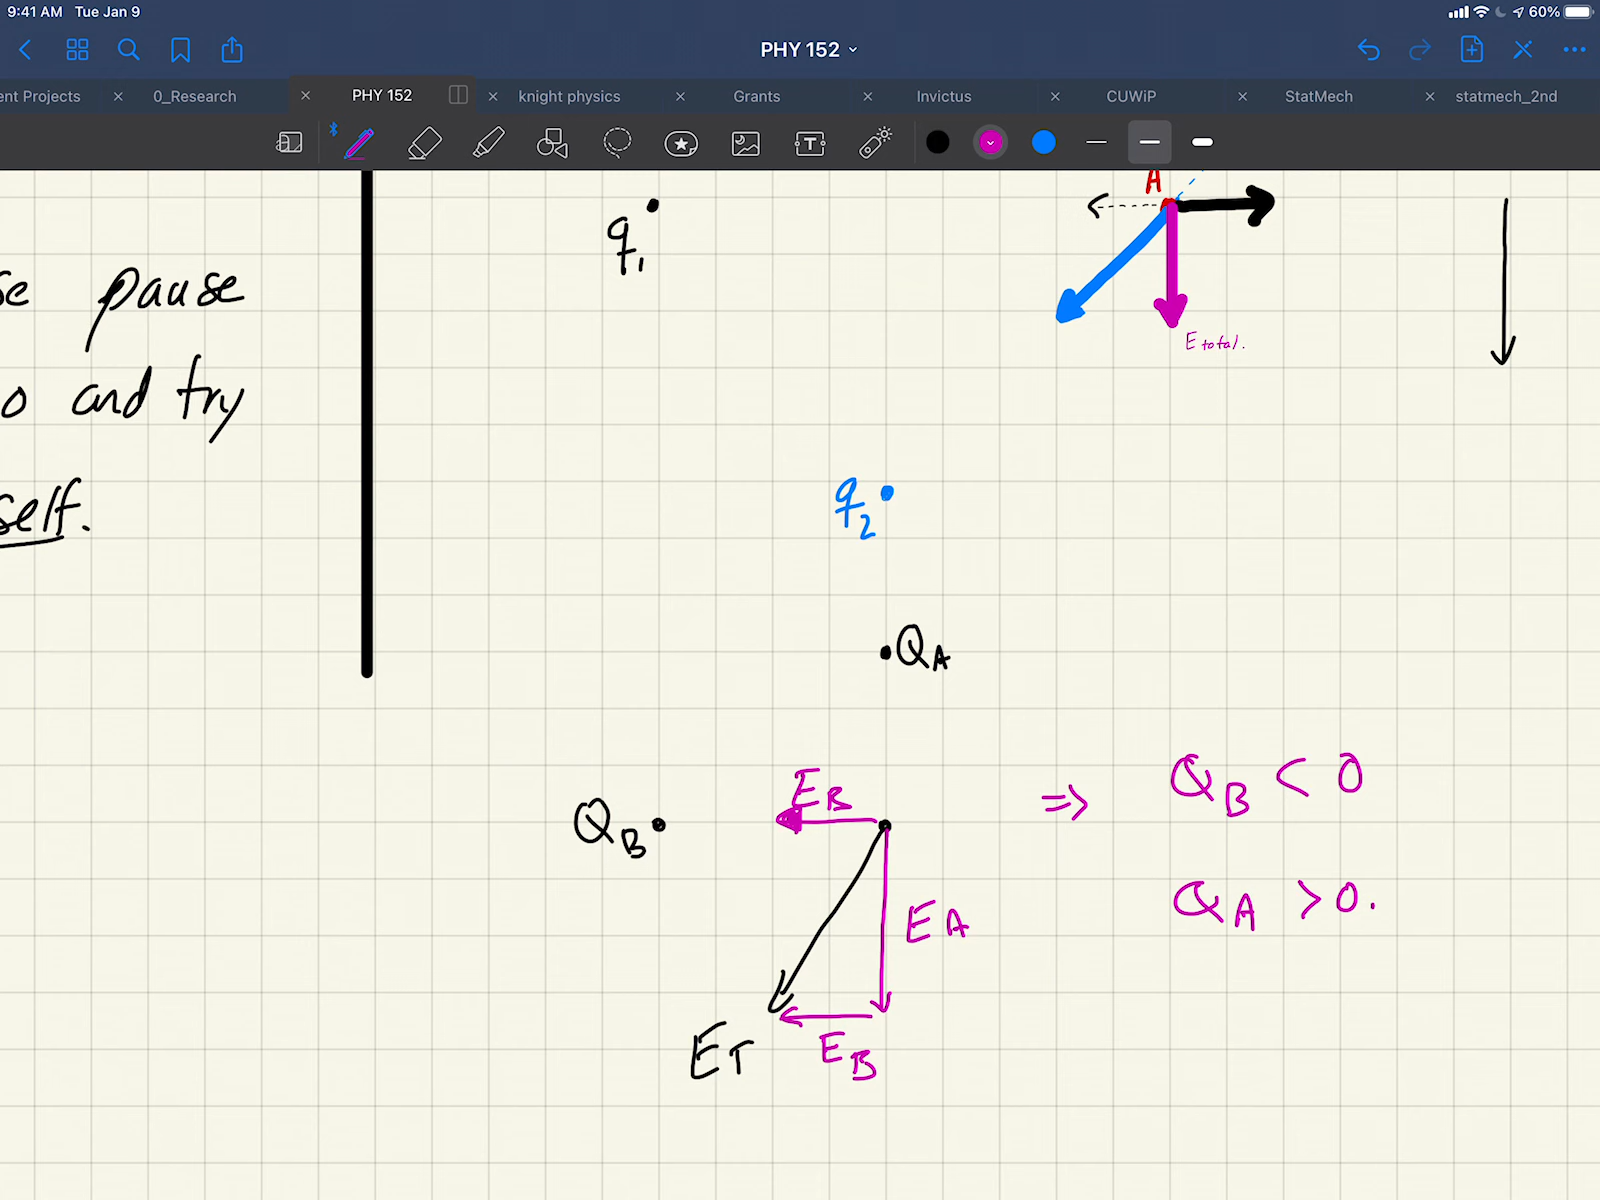 9:41 AM Tue Jan 9
60%
PHY 152
ent Projects
0_Research
PHY 152
knight physics
Grants
Invictus
CUWiP
StatMech
statmech_2nd
T
A
q1
se pause
E total.
o and try
q2
self.
QA
EB
⇒ QB < 0
QB
EA
QA > 0.
ET
EB